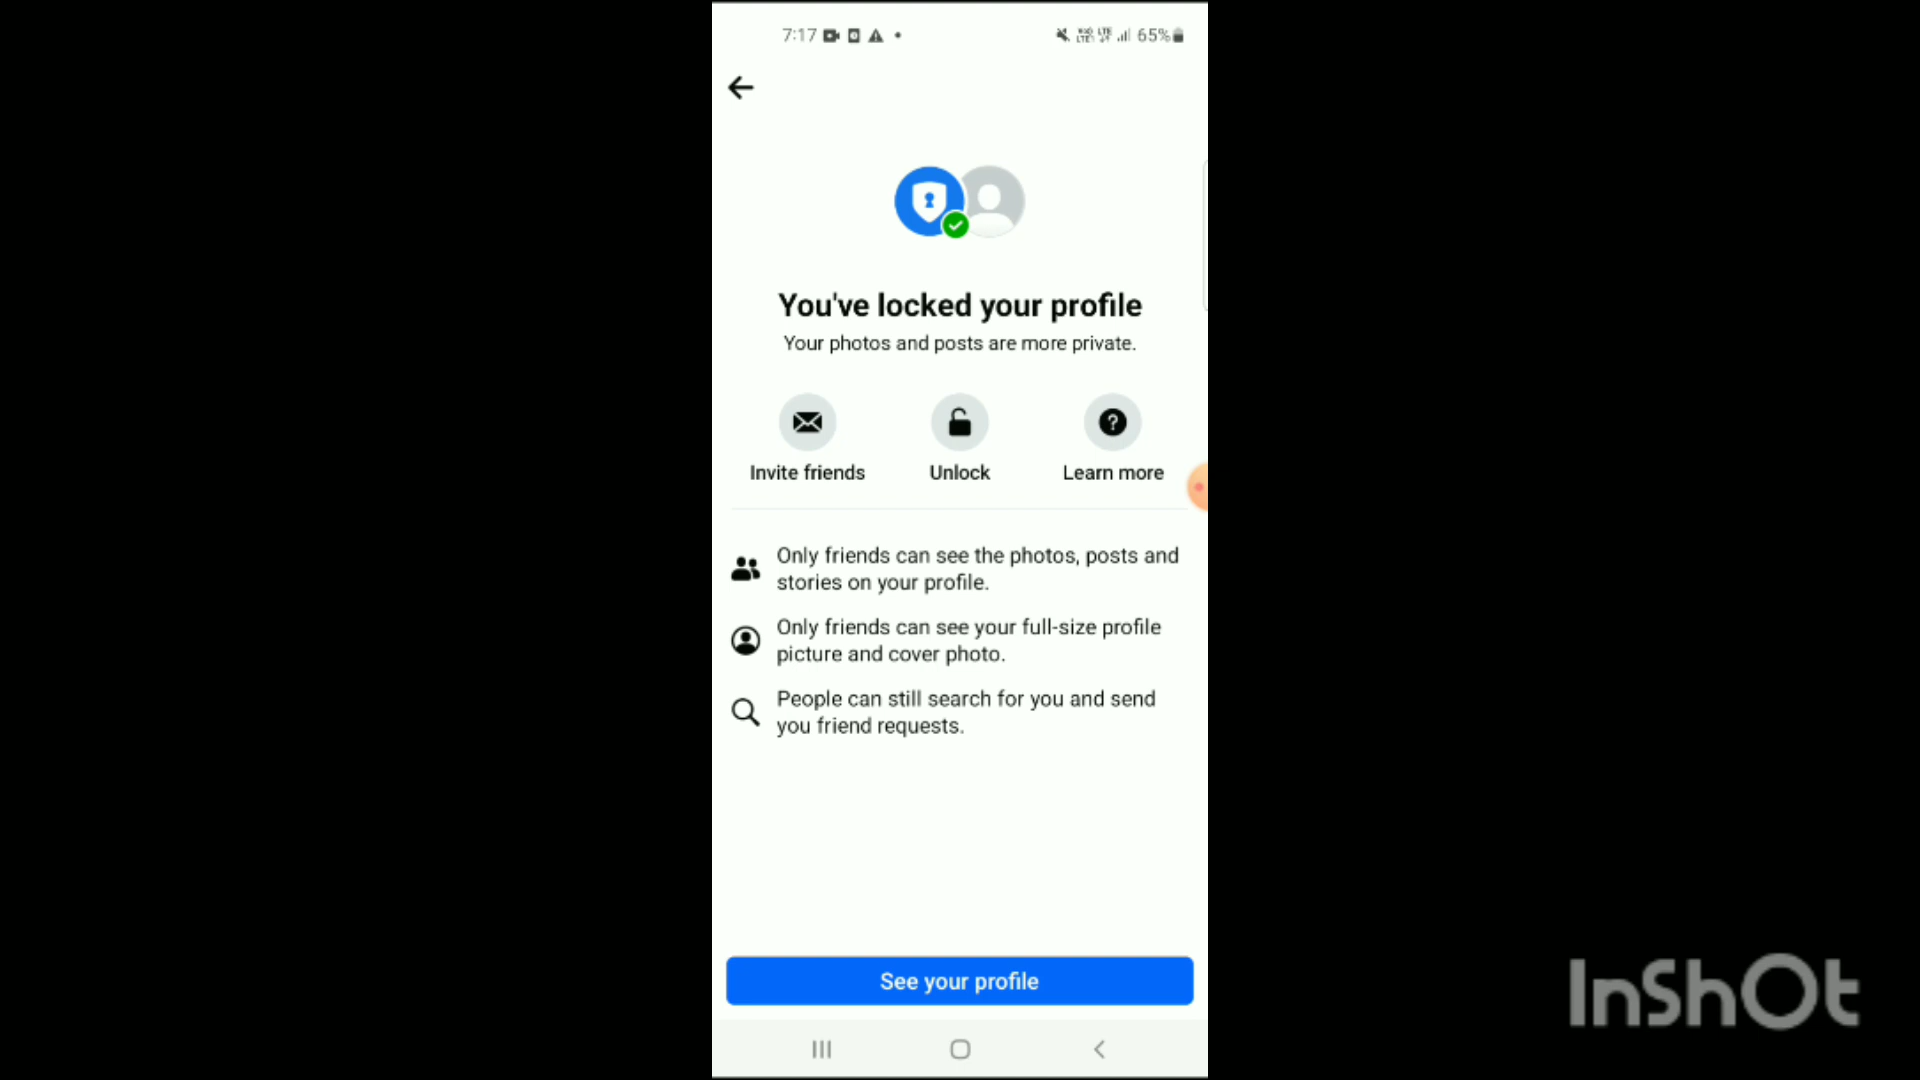 7:17
65%
You've locked your profile
Your photos and posts are more private.
Invite friends
Unlock
Learn more
Only friends can see the photos, posts and
stories on your profile.
Only friends can see your full-size profile
picture and cover photo.
People can still search for you and send
you friend requests.
See your profile
InShOt